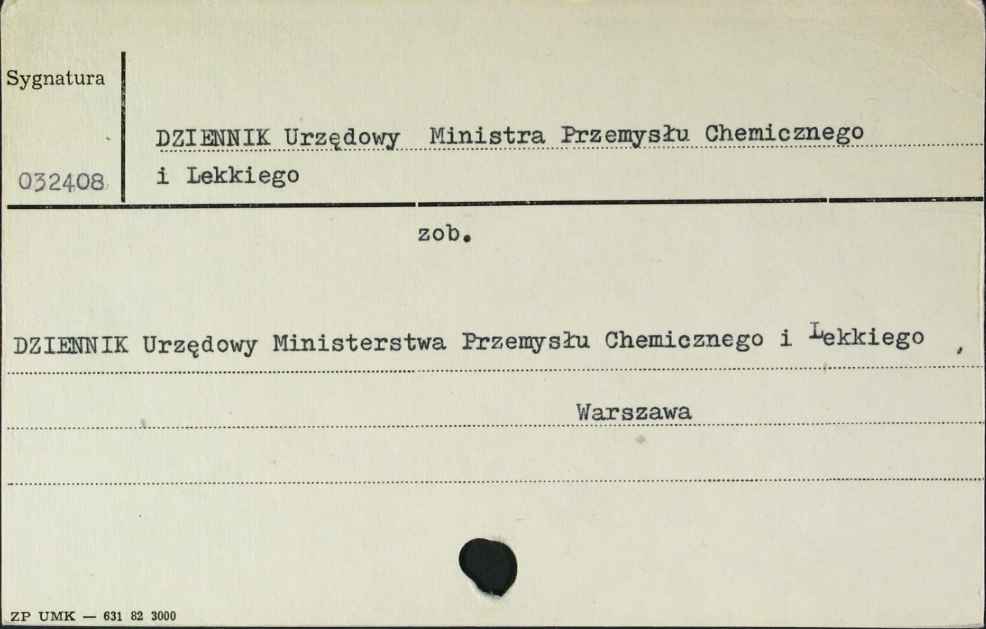 Sygnatura
DZIENNIK Urzędowy Ministra Przemysłu Chemicznego
032408 i Lekkiego
zob.
DZIENNIK Urzędowy Ministerstwa Przemysłu Chemicznego i Lekkiego,
Warszawa
ZP UMK — 631 82 3000